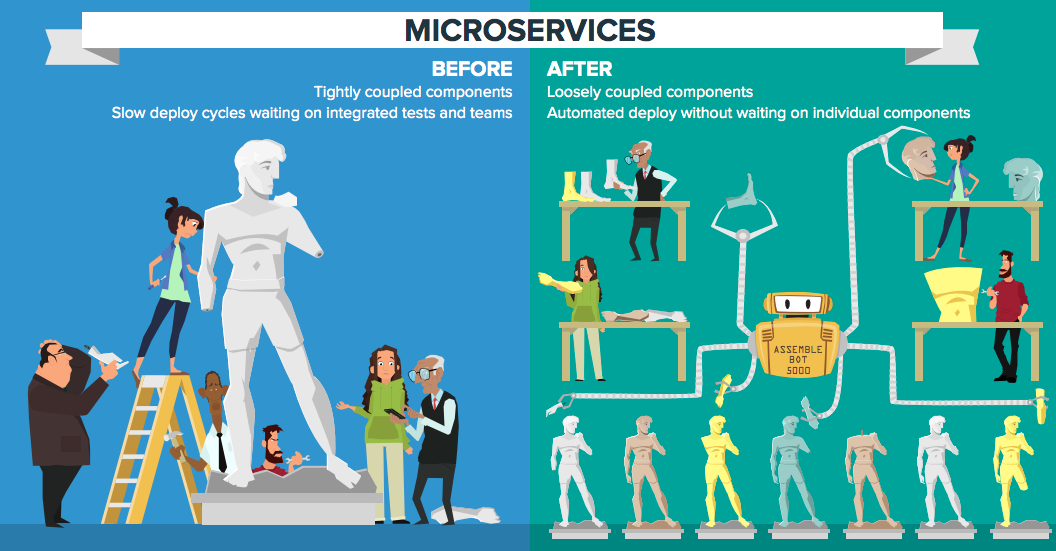 MICROSERVICES
BEFORE
Tightly coupled components
Slow deploy cycles waiting on integrated tests and teams
AFTER
Loosely coupled components
Automated deploy without waiting on individual components
ASSEMBLE
BOT
5000